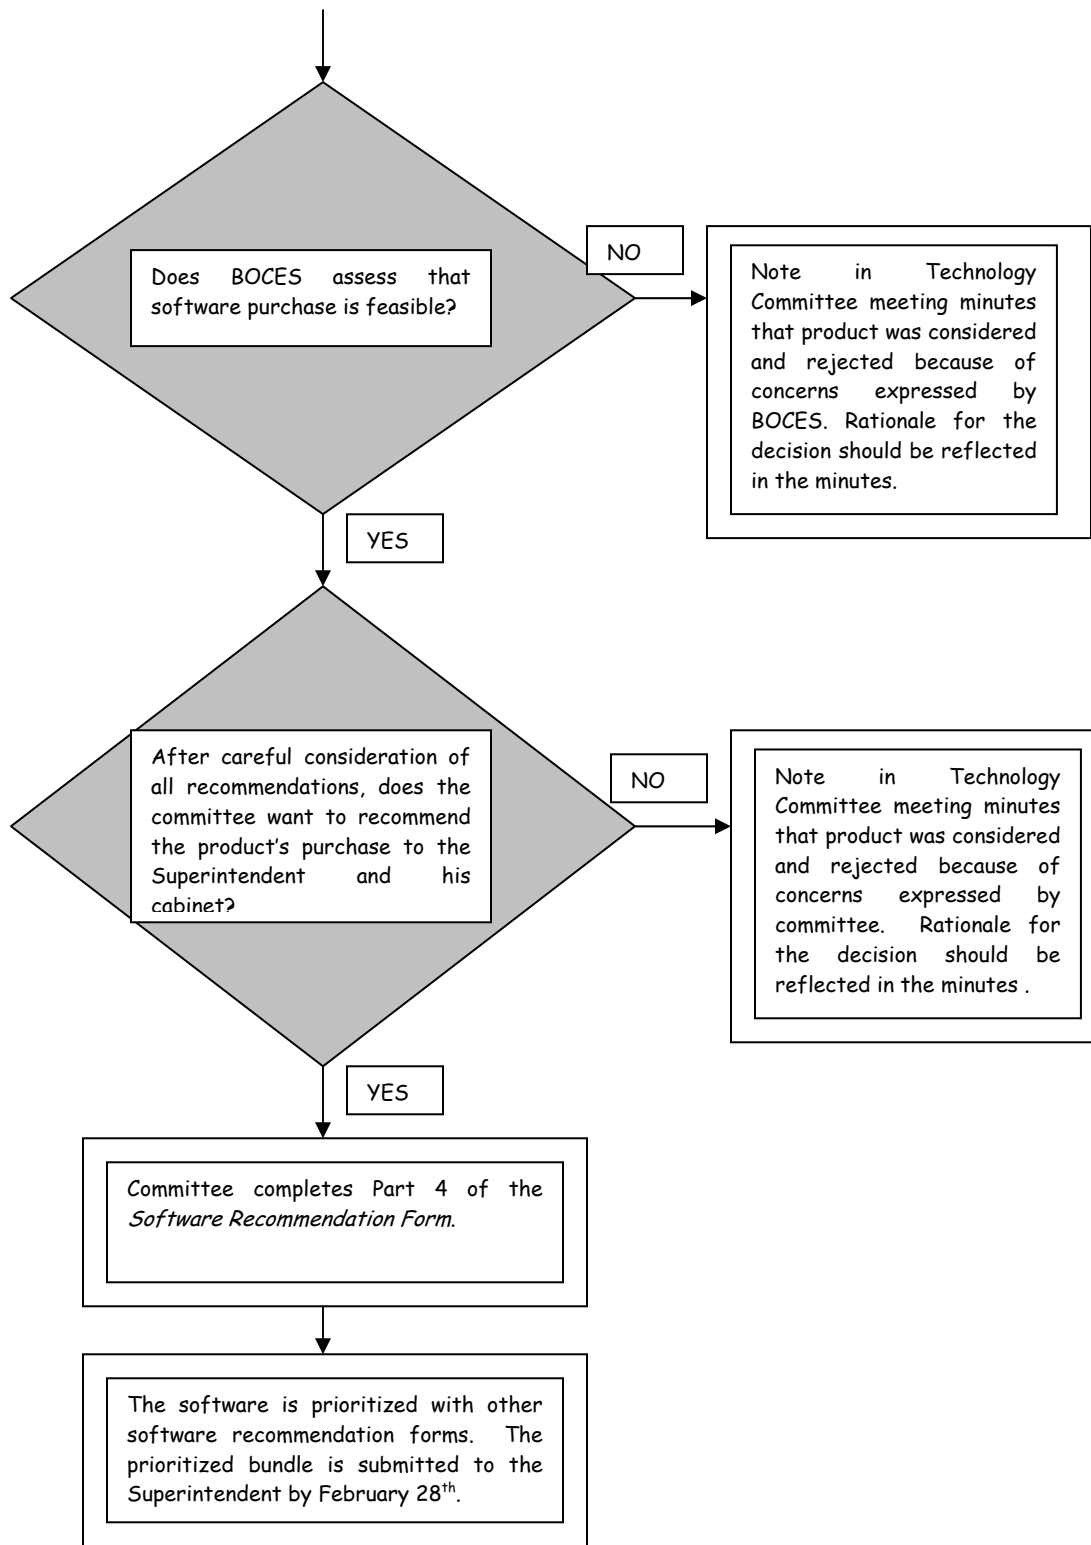 Does BOCES assess that
software purchase is feasible?
NO
Note in Technology
Committee meeting minutes
that product was considered
and rejected because of
concerns expressed by
BOCES. Rationale for the
decision should be reflected
in the minutes.
YES
After careful consideration of
all recommendations, does the
committee want to recommend
the product's purchase to the
Superintendent and his
cabinet?
NO
Note in Technology
Committee meeting minutes
that product was considered
and rejected because of
concerns expressed by
committee. Rationale for
the decision should be
reflected in the minutes .
YES
Committee completes Part 4 of the
Software Recommendation Form.
The software is prioritized with other
software recommendation forms. The
prioritized bundle is submitted to the
Superintendent by February 28th.